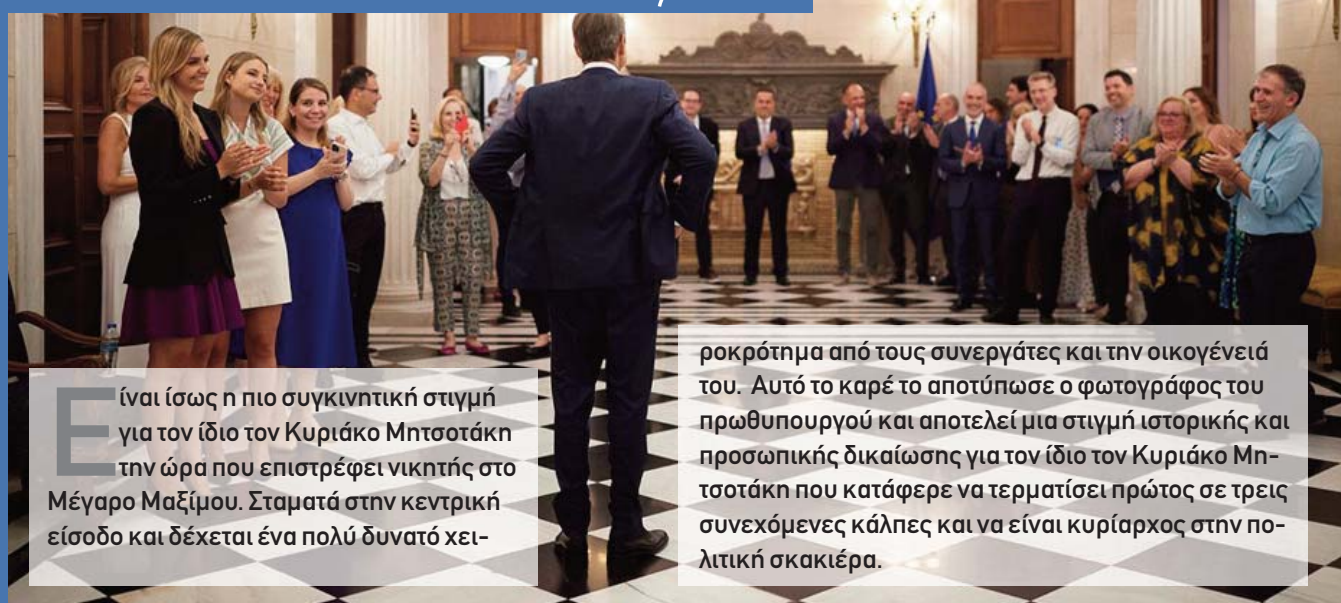 Είναι ίσως η πιο συγκινητική στιγμή
για τον ίδιο τον Κυριάκο Μητσοτάκη
την ώρα που επιστρέφει νικητής στο
Μέγαρο Μαξίμου. Σταματά στην κεντρική
είσοδο και δέχεται ένα πολύ δυνατό χει-
ροκρότημα από τους συνεργάτες και την οικογένειά
του. Αυτό το καρέ το αποτύπωσε ο φωτογράφος του
πρωθυπουργού και αποτελεί μια στιγμή ιστορικής και
προσωπικής δικαίωσης για τον ίδιο τον Κυριάκο Μη-
τσοτάκη που κατάφερε να τερματίσει πρώτος σε τρεις
συνεχόμενες κάλπες και να είναι κυρίαρχος στην πο-
λιτική σκακιέρα.